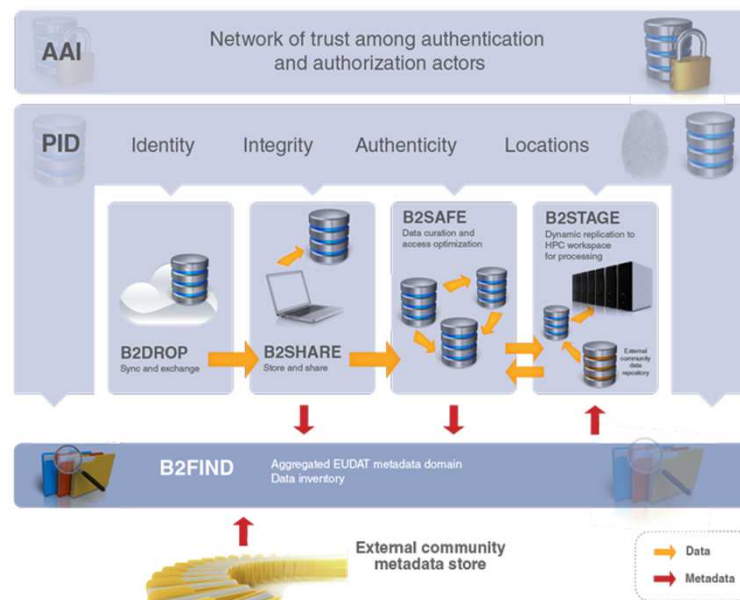 AAI
Network of trust among authentication
and authorization actors
PID
Identity
Integrity
Authenticity
Locations
B2DROP
Sync and exchange
B2SHARE
Store and share
B2SAFE
Data curation and
access optimization
B2STAGE
Dynamic replication to
HPC workspace
for processing
External
community
data
repository
B2FIND
Aggregated EUDAT metadata domain
Data inventory
External community
metadata store
Data
Metadata